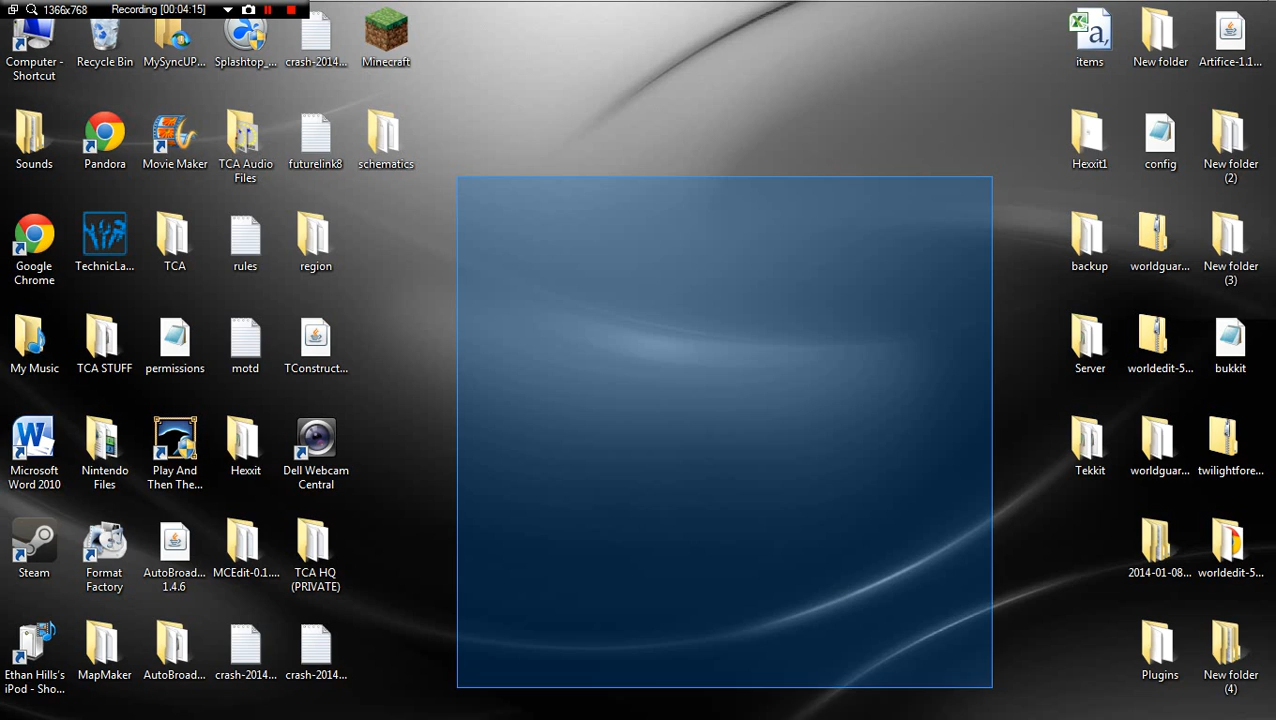 1366x768 Recording [00:04:15]
Computer - Shortcut
Recycle Bin
MySyncUP...
Splashtop_...
crash-2014...
Minecraft
items
New folder
Artifice-1.1...
Sounds
Pandora
Movie Maker
TCA Audio Files
futurelink8
schematics
Hexxit1
config
New folder (2)
Google Chrome
TechnicLa...
TCA
rules
region
backup
worldguar...
New folder (3)
My Music
TCA STUFF
permissions
motd
TConstruct...
Server
worldedit-5...
bukkit
Microsoft Word 2010
Nintendo Files
Play And Then The...
Hexxit
Dell Webcam Central
Tekkit
worldguar...
twilightfore...
Steam
Format Factory
AutoBroad... 1.4.6
MCEdit-0.1....
TCA HQ (PRIVATE)
2014-01-08...
worldedit-5...
Ethan Hills's iPod - Sho...
MapMaker
AutoBroad...
crash-2014...
crash-2014...
Plugins
New folder (4)